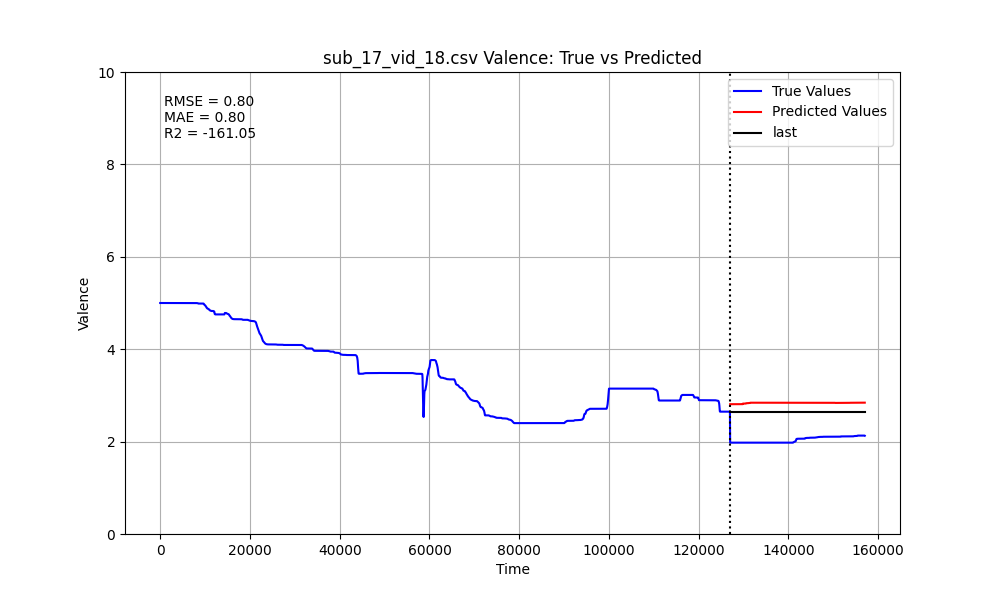 sub_17_vid_18.csv Valence: True vs Predicted
RMSE = 0.80
MAE = 0.80
R2 = -161.05
True Values
Predicted Values
last
10
8
6
4
2
0
Valence
0 20000 40000 60000 80000 100000 120000 140000 160000
Time